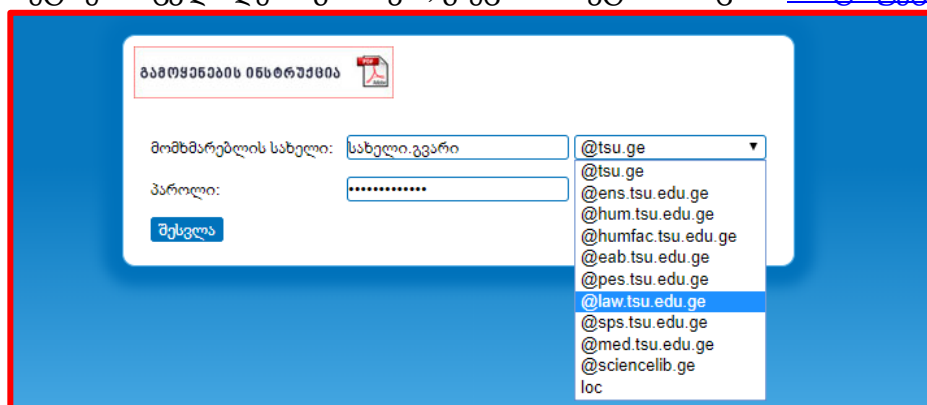 გამოყენების ინსტრუქცია
PDF
Adobe
მომხმარებლის სახელი: სახელი.გვარი @tsu.ge
პაროლი: •••••••••••••
შესვლა
@tsu.ge
@ens.tsu.edu.ge
@hum.tsu.edu.ge
@humfac.tsu.edu.ge
@eab.tsu.edu.ge
@pes.tsu.edu.ge
@law.tsu.edu.ge
@sps.tsu.edu.ge
@med.tsu.edu.ge
@sciencelib.ge
loc